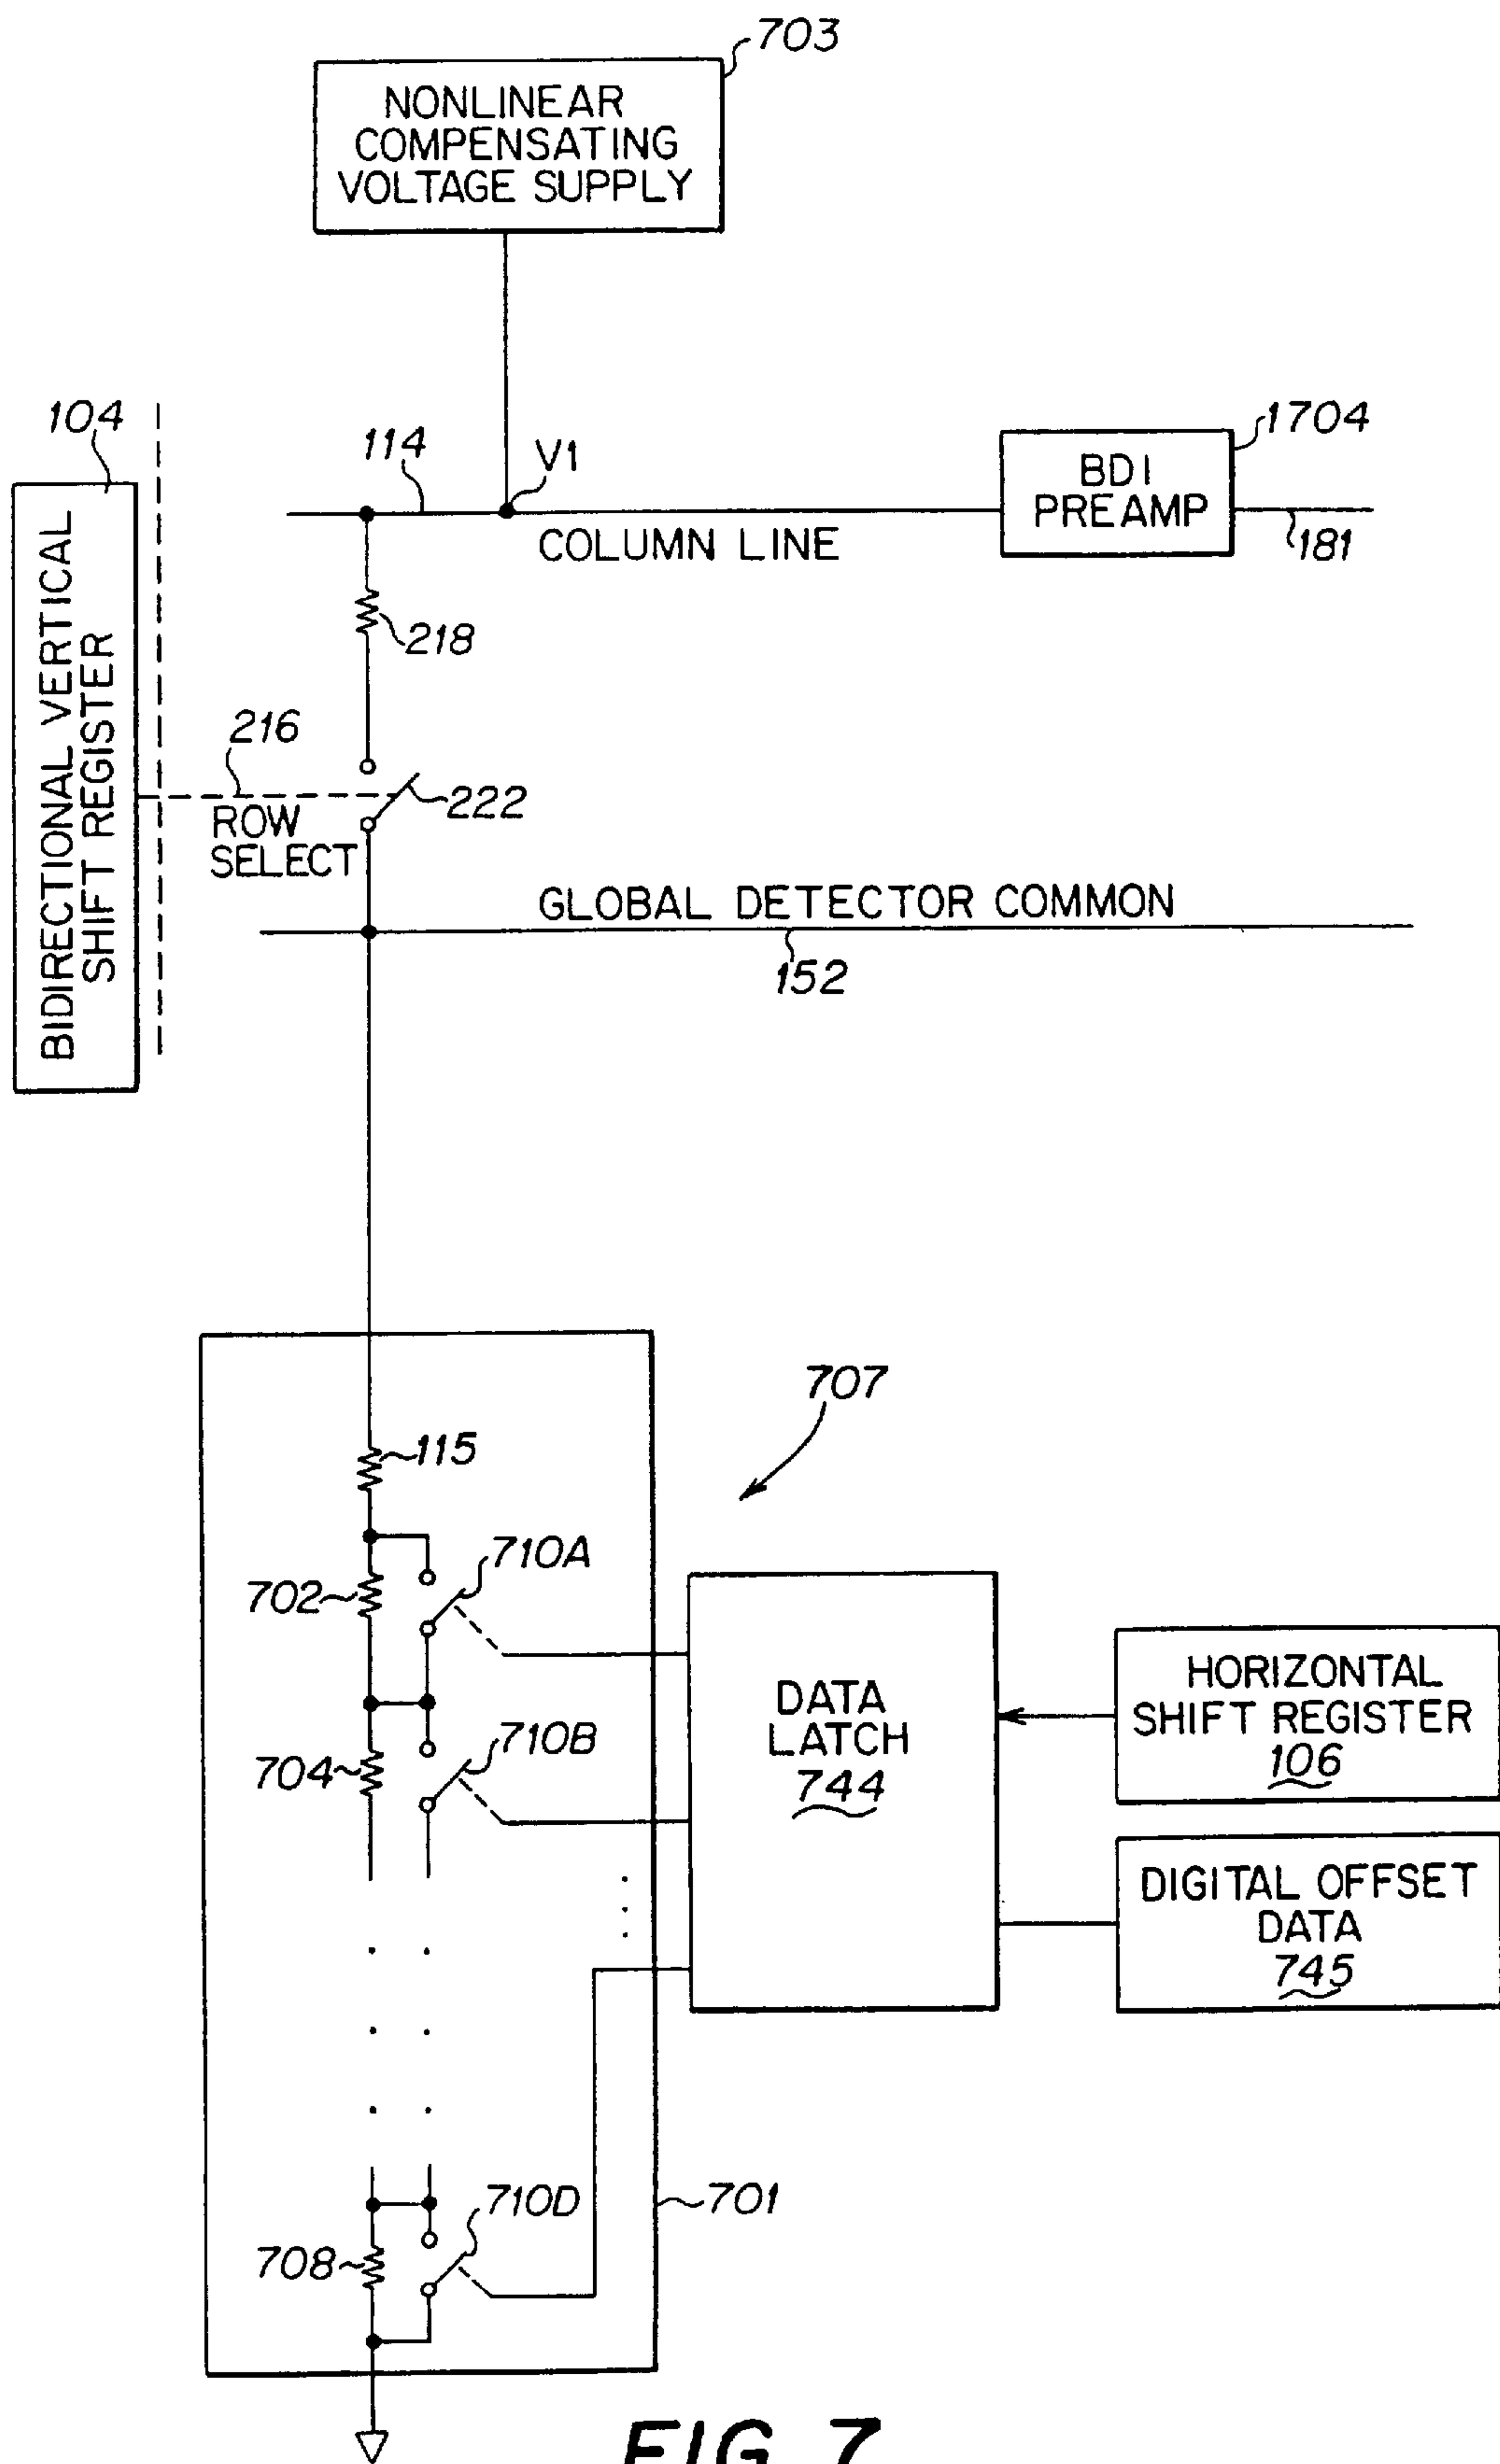 703
NONLINEAR
COMPENSATING
VOLTAGE SUPPLY
104
114
V1
1704
BDI
PREAMP
181
COLUMN LINE
218
BIDIRECTIONAL VERTICAL
SHIFT REGISTER
216
222
ROW
SELECT
GLOBAL DETECTOR COMMON
152
707
115
710A
702
DATA
LATCH
744
HORIZONTAL
SHIFT REGISTER
106
710B
704
DIGITAL OFFSET
DATA
745
710D
701
708
FIG. 7